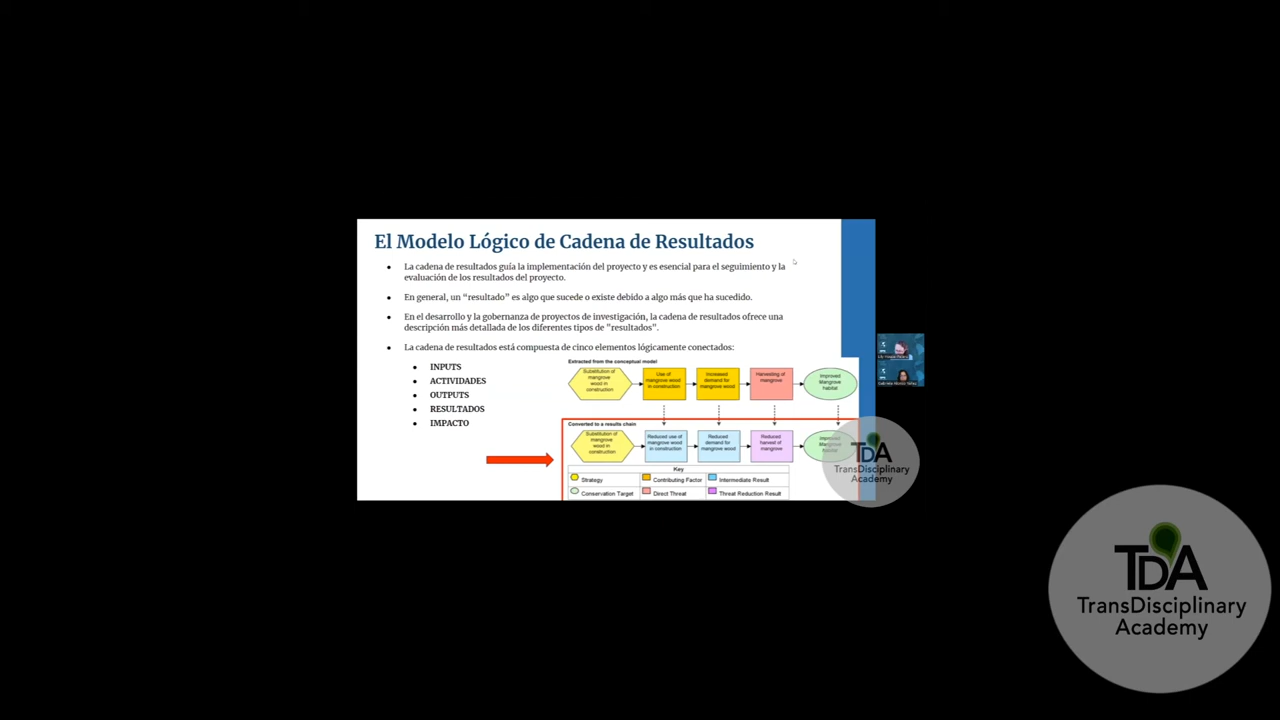 El Modelo Lógico de Cadena de Resultados
La cadena de resultados guía la implementación del proyecto y es esencial para el seguimiento y la
evaluación de los resultados del proyecto.
En general, un “resultado” es algo que sucede o existe debido a algo más que ha sucedido.
En el desarrollo y la gobernanza de proyectos de investigación, la cadena de resultados ofrece una
descripción más detallada de los diferentes tipos de "resultados".
La cadena de resultados está compuesta de cinco elementos lógicamente conectados:
INPUTS
ACTIVIDADES
OUTPUTS
RESULTADOS
IMPACTO
Extracted from the conceptual model
Substitution of
mangrove
wood in
construction
Use of
mangrove wood
in construction
Increased
demand for
mangrove wood
Harvesting of
mangrove
Improved
Mangrove
habitat
Converted to a results chain
Substitution of
mangrove
wood in
construction
Reduced use of
mangrove wood
in construction
Reduced
demand for
mangrove wood
Reduced
harvest of
mangrove
Key
Strategy
Contributing Factor
Intermediate Result
Conservation Target
Direct Threat
Threat Reduction Result
TDA
TransDisciplinary
Academy
TDA
TransDisciplinary
Academy